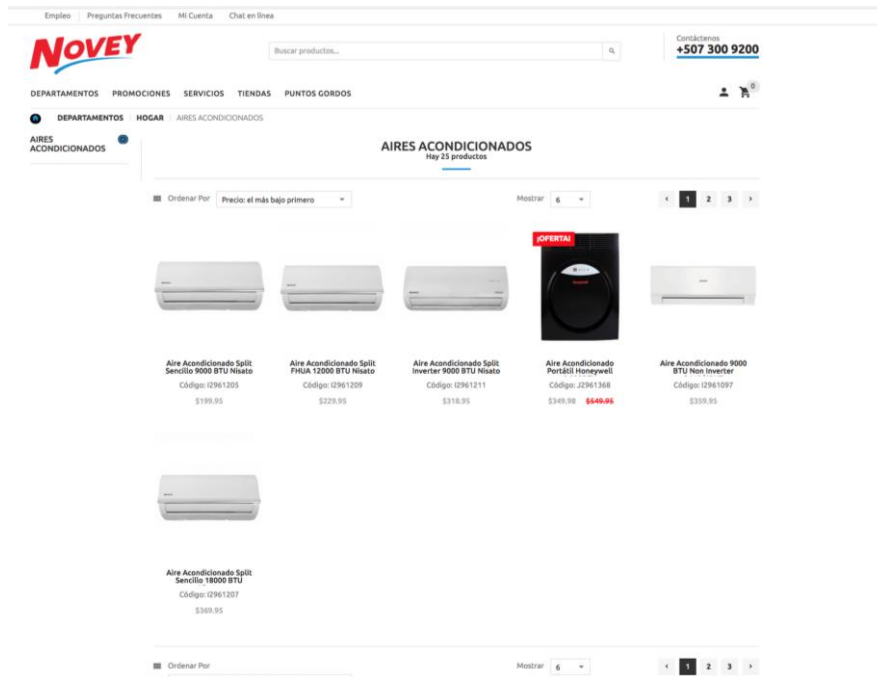 Empleo Preguntas Frecuentes Mi Cuenta Chat en línea
NOVEY
Buscar productos...
Contáctenos
+507 300 9200
DEPARTAMENTOS PROMOCIONES SERVICIOS TIENDAS PUNTOS GORDOS
0
DEPARTAMENTOS HOGAR AIRES ACONDICIONADOS
AIRES
ACONDICIONADOS
AIRES ACONDICIONADOS
Hay 25 productos
Ordenar Por Precio: el más bajo primero Mostrar 6 ‹ 1 2 3 ›
¡OFERTA!
Aire Acondicionado Split
Sencillo 9000 BTU Nisato
Código: I2961205
$199.95
Aire Acondicionado Split
FHUA 12000 BTU Nisato
Código: I2961209
$229.95
Aire Acondicionado Split
Inverter 9000 BTU Nisato
Código: I2961211
$318.95
Aire Acondicionado
Portátil Honeywell
Código: J2961368
$349.98 $549.95
Aire Acondicionado 9000
BTU Non Inverter
Código: I2961097
$359.95
Aire Acondicionado Split
Sencillo 18000 BTU
Código: I2961207
$369.95
Ordenar Por Mostrar 6 ‹ 1 2 3 ›